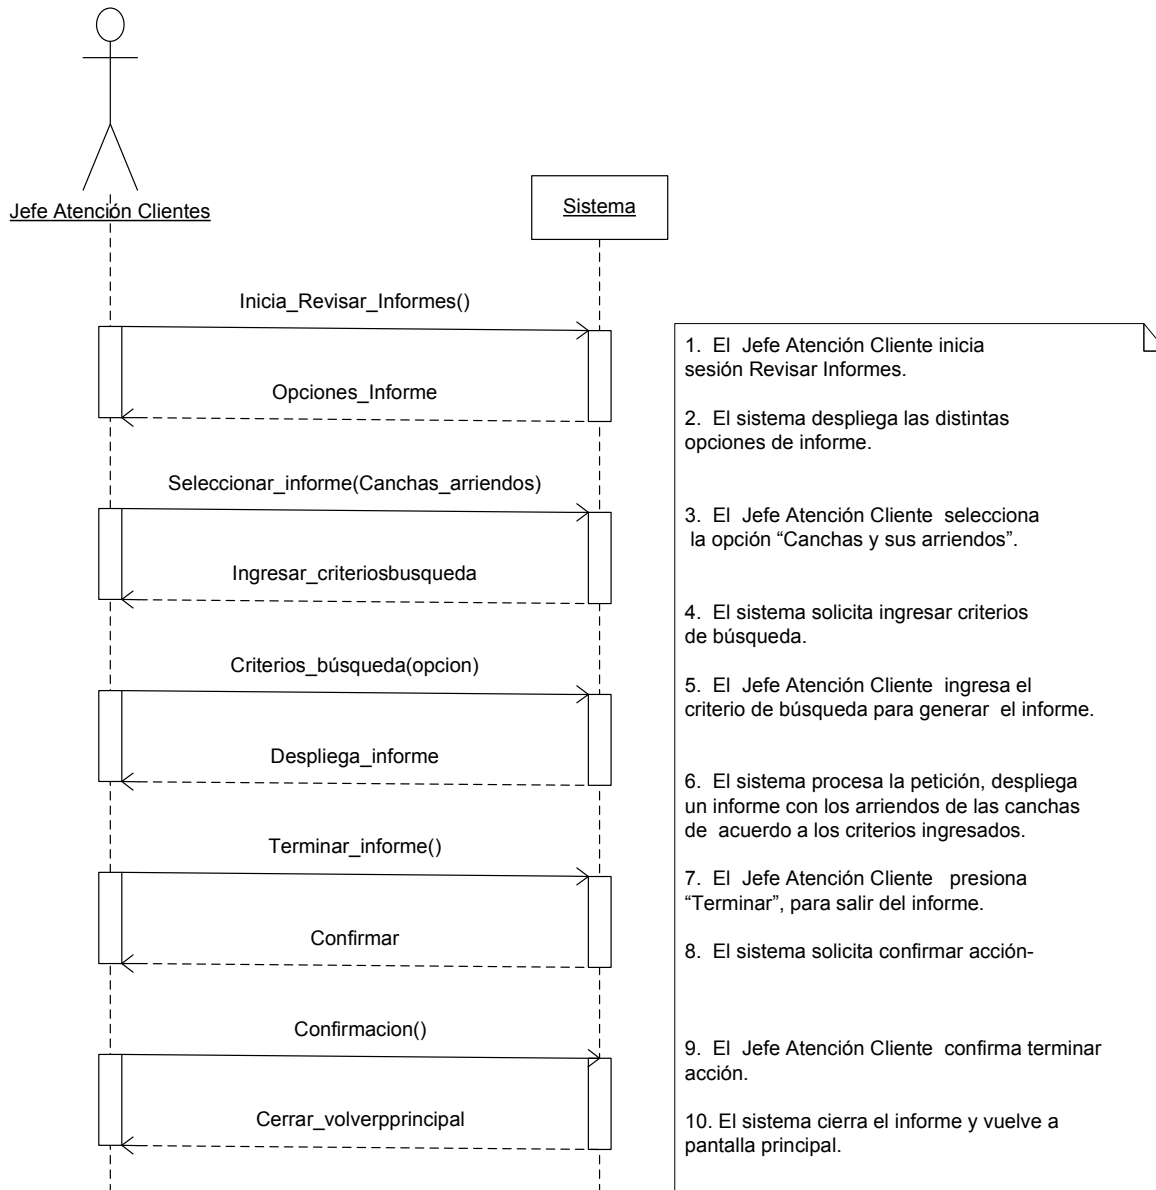 Jefe Atención Clientes
Sistema
Inicia_Revisar_Informes()
Opciones_Informe
Seleccionar_informe(Canchas_arriendos)
Ingresar_criteriosbusqueda
Criterios_búsqueda(opcion)
Despliega_informe
Terminar_informe()
Confirmar
Confirmacion()
Cerrar_volverpprincipal
1. El Jefe Atención Cliente inicia
sesión Revisar Informes.
2. El sistema despliega las distintas
opciones de informe.
3. El Jefe Atención Cliente selecciona
la opción “Canchas y sus arriendos”.
4. El sistema solicita ingresar criterios
de búsqueda.
5. El Jefe Atención Cliente ingresa el
criterio de búsqueda para generar el informe.
6. El sistema procesa la petición, despliega
un informe con los arriendos de las canchas
de acuerdo a los criterios ingresados.
7. El Jefe Atención Cliente presiona
“Terminar”, para salir del informe.
8. El sistema solicita confirmar acción-
9. El Jefe Atención Cliente confirma terminar
acción.
10. El sistema cierra el informe y vuelve a
pantalla principal.